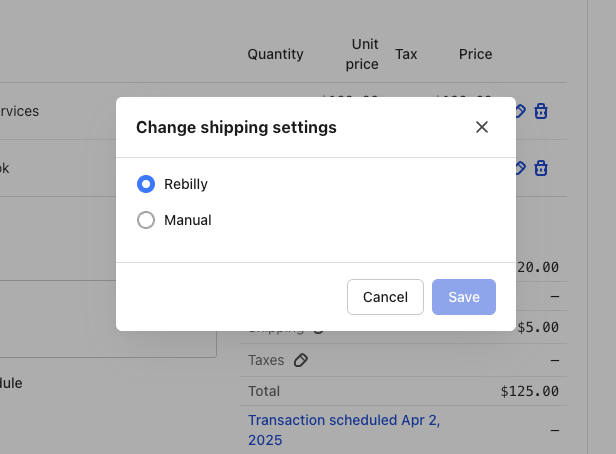 Quantity Unit price Tax Price
rvices
Change shipping settings
ok
Rebilly
Manual
20.00
–
Cancel Save
Shipping $5.00
Taxes –
dule
Total $125.00
Transaction scheduled Apr 2,
2025 –